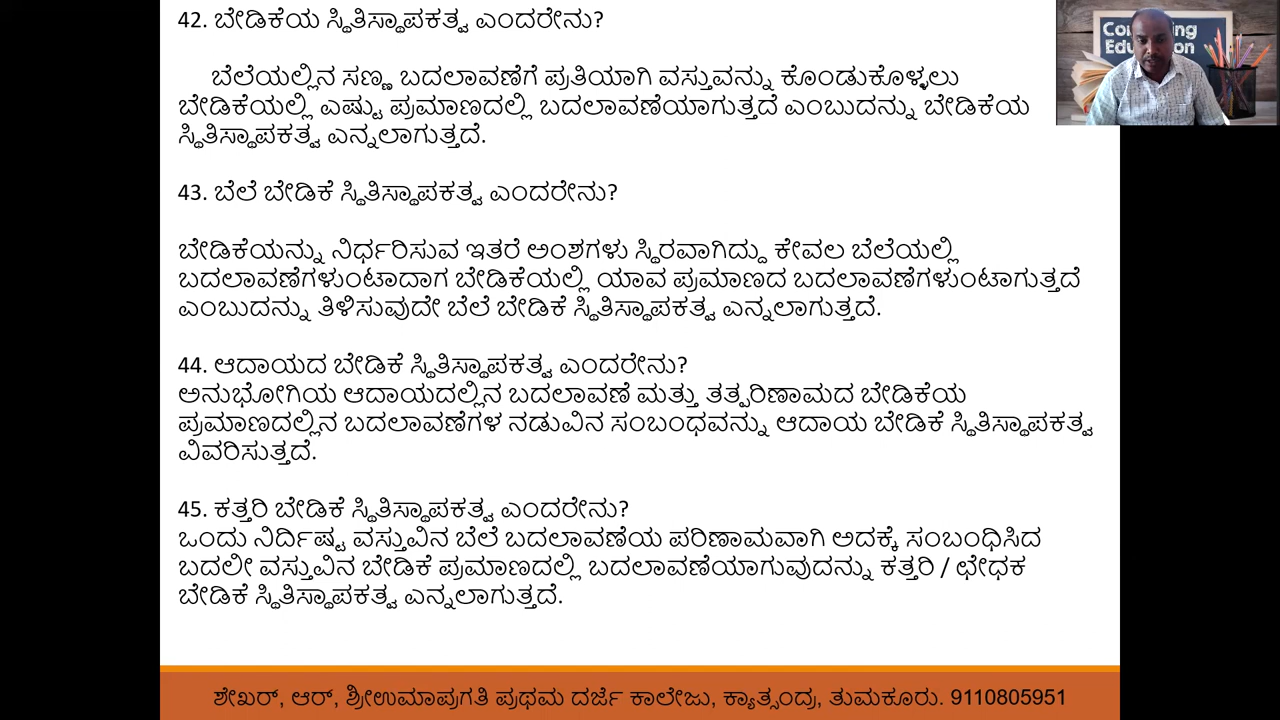 42. ಬೇಡಿಕೆಯ ಸ್ಥಿತಿಸ್ಥಾಪಕತ್ವ ಎಂದರೇನು?
ಬೆಲೆಯಲ್ಲಿನ ಸಣ್ಣ ಬದಲಾವಣೆಗೆ ಪ್ರತಿಯಾಗಿ ವಸ್ತುವನ್ನು ಕೊಂಡುಕೊಳ್ಳಲು
ಬೇಡಿಕೆಯಲ್ಲಿ ಎಷ್ಟು ಪ್ರಮಾಣದಲ್ಲಿ ಬದಲಾವಣೆಯಾಗುತ್ತದೆ ಎಂಬುದನ್ನು ಬೇಡಿಕೆಯ
ಸ್ಥಿತಿಸ್ಥಾಪಕತ್ವ ಎನ್ನಲಾಗುತ್ತದೆ.
43. ಬೆಲೆ ಬೇಡಿಕೆ ಸ್ಥಿತಿಸ್ಥಾಪಕತ್ವ ಎಂದರೇನು?
ಬೇಡಿಕೆಯನ್ನು ನಿರ್ಧರಿಸುವ ಇತರೆ ಅಂಶಗಳು ಸ್ಥಿರವಾಗಿದ್ದು ಕೇವಲ ಬೆಲೆಯಲ್ಲಿ
ಬದಲಾವಣೆಗಳುಂಟಾದಾಗ ಬೇಡಿಕೆಯಲ್ಲಿ ಯಾವ ಪ್ರಮಾಣದ ಬದಲಾವಣೆಗಳುಂಟಾಗುತ್ತದೆ
ಎಂಬುದನ್ನು ತಿಳಿಸುವುದೇ ಬೆಲೆ ಬೇಡಿಕೆ ಸ್ಥಿತಿಸ್ಥಾಪಕತ್ವ ಎನ್ನಲಾಗುತ್ತದೆ.
44. ಆದಾಯದ ಬೇಡಿಕೆ ಸ್ಥಿತಿಸ್ಥಾಪಕತ್ವ ಎಂದರೇನು?
ಅನುಭೋಗಿಯ ಆದಾಯದಲ್ಲಿನ ಬದಲಾವಣೆ ಮತ್ತು ತತ್ಪರಿಣಾಮದ ಬೇಡಿಕೆಯ
ಪ್ರಮಾಣದಲ್ಲಿನ ಬದಲಾವಣೆಗಳ ನಡುವಿನ ಸಂಬಂಧವನ್ನು ಆದಾಯ ಬೇಡಿಕೆ ಸ್ಥಿತಿಸ್ಥಾಪಕತ್ವ
ವಿವರಿಸುತ್ತದೆ.
45. ಕತ್ತರಿ ಬೇಡಿಕೆ ಸ್ಥಿತಿಸ್ಥಾಪಕತ್ವ ಎಂದರೇನು?
ಒಂದು ನಿರ್ದಿಷ್ಟ ವಸ್ತುವಿನ ಬೆಲೆ ಬದಲಾವಣೆಯ ಪರಿಣಾಮವಾಗಿ ಅದಕ್ಕೆ ಸಂಬಂಧಿಸಿದ
ಬದಲೀ ವಸ್ತುವಿನ ಬೇಡಿಕೆ ಪ್ರಮಾಣದಲ್ಲಿ ಬದಲಾವಣೆಯಾಗುವುದನ್ನು ಕತ್ತರಿ / ಛೇಧಕ
ಬೇಡಿಕೆ ಸ್ಥಿತಿಸ್ಥಾಪಕತ್ವ ಎನ್ನಲಾಗುತ್ತದೆ.
ಶೇಖರ್, ಆರ್, ಶ್ರೀಉಮಾಪ್ರಗತಿ ಪ್ರಥಮ ದರ್ಜೆ ಕಾಲೇಜು, ಕ್ಯಾತ್ಸಂದ್ರ, ತುಮಕೂರು. 9110805951